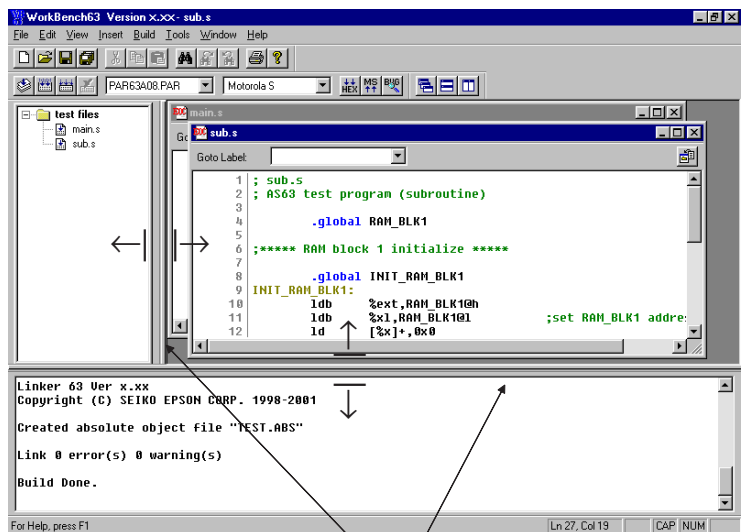 WorkBench63 Version X.XX- sub.s
File Edit View Insert Build Tools Window Help
PAR63A08.PAR Motorola S HEX MS BUG
test files
main.s
sub.s
main.s
sub.s
Goto Label:
1 ; sub.s
2 ; AS63 test program (subroutine)
3
4 .global RAM_BLK1
5
6 ;***** RAM block 1 initialize *****
7
8 .global INIT_RAM_BLK1
9 INIT_RAM_BLK1:
10 ldb %ext,RAM_BLK1@h
11 ldb %xl,RAM_BLK1@l ;set RAM_BLK1 addre
12 ld [%x]+,0x0
Linker 63 Ver x.xx
Copyright (C) SEIKO EPSON CORP. 1998-2001
Created absolute object file "TEST.ABS"
Link 0 error(s) 0 warning(s)
Build Done.
For Help, press F1 Ln 27, Col 19 CAP NUM